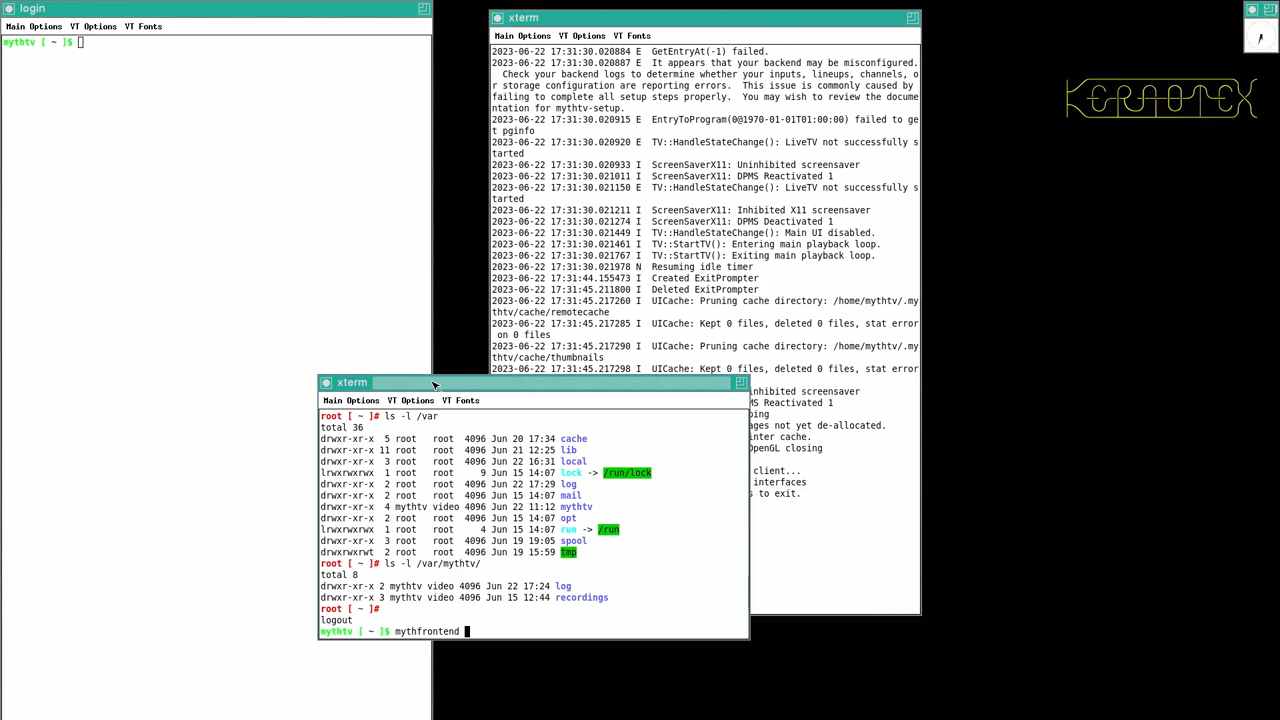 login
Main Options  VT Options  VT Fonts
mythtv [ ~ ]$
xterm
Main Options  VT Options  VT Fonts
2023-06-22 17:31:30.020884 E  GetEntryAt(-1) failed.
2023-06-22 17:31:30.020887 E  It appears that your backend may be misconfigured.
  Check your backend logs to determine whether your inputs, lineups, channels, o
r storage configuration are reporting errors.  This issue is commonly caused by
failing to complete all setup steps properly.  You may wish to review the docume
ntation for mythtv-setup.
2023-06-22 17:31:30.020915 E  EntryToProgram(0@1970-01-01T01:00:00) failed to ge
t pginfo
2023-06-22 17:31:30.020920 E  TV::HandleStateChange(): LiveTV not successfully s
tarted
2023-06-22 17:31:30.020933 I  ScreenSaverX11: Uninhibited screensaver
2023-06-22 17:31:30.021011 I  ScreenSaverX11: DPMS Reactivated 1
2023-06-22 17:31:30.021150 E  TV::HandleStateChange(): LiveTV not successfully s
tarted
2023-06-22 17:31:30.021211 I  ScreenSaverX11: Inhibited X11 screensaver
2023-06-22 17:31:30.021274 I  ScreenSaverX11: DPMS Deactivated 1
2023-06-22 17:31:30.021449 I  TV::HandleStateChange(): Main UI disabled.
2023-06-22 17:31:30.021461 I  TV::StartTV(): Entering main playback loop.
2023-06-22 17:31:30.021767 I  TV::StartTV(): Exiting main playback loop.
2023-06-22 17:31:30.021978 N  Resuming idle timer
2023-06-22 17:31:44.155473 I  Created ExitPrompter
2023-06-22 17:31:45.211800 I  Deleted ExitPrompter
2023-06-22 17:31:45.217260 I  UICache: Pruning cache directory: /home/mythtv/.my
thtv/cache/remotecache
2023-06-22 17:31:45.217285 I  UICache: Kept 0 files, deleted 0 files, stat error
 on 0 files
2023-06-22 17:31:45.217290 I  UICache: Pruning cache directory: /home/mythtv/.my
thtv/cache/thumbnails
2023-06-22 17:31:45.217298 I  UICache: Kept 0 files, deleted 0 files, stat error
inhibited screensaver
MS Reactivated 1
ping
ages not yet de-allocated.
inter cache.
OpenGL closing
client...
interfaces
s to exit.
xterm
Main Options  VT Options  VT Fonts
root [ ~ ]# ls -l /var
total 36
drwxr-xr-x  5 root   root  4096 Jun 20 17:34 cache
drwxr-xr-x 11 root   root  4096 Jun 21 12:25 lib
drwxr-xr-x  3 root   root  4096 Jun 22 16:31 local
lrwxrwxrwx  1 root   root     9 Jun 15 14:07 lock -> /run/lock
drwxr-xr-x  2 root   root  4096 Jun 22 17:29 log
drwxr-xr-x  2 root   root  4096 Jun 15 14:07 mail
drwxr-xr-x  4 mythtv video 4096 Jun 22 11:12 mythtv
drwxr-xr-x  2 root   root  4096 Jun 15 14:07 opt
lrwxrwxrwx  1 root   root     4 Jun 15 14:07 run -> /run
drwxr-xr-x  3 root   root  4096 Jun 19 19:05 spool
drwxrwxrwt  2 root   root  4096 Jun 19 15:59 tmp
root [ ~ ]# ls -l /var/mythtv/
total 8
drwxr-xr-x 2 mythtv video 4096 Jun 22 17:24 log
drwxr-xr-x 3 mythtv video 4096 Jun 15 12:44 recordings
root [ ~ ]#
logout
mythtv [ ~ ]$ mythfrontend